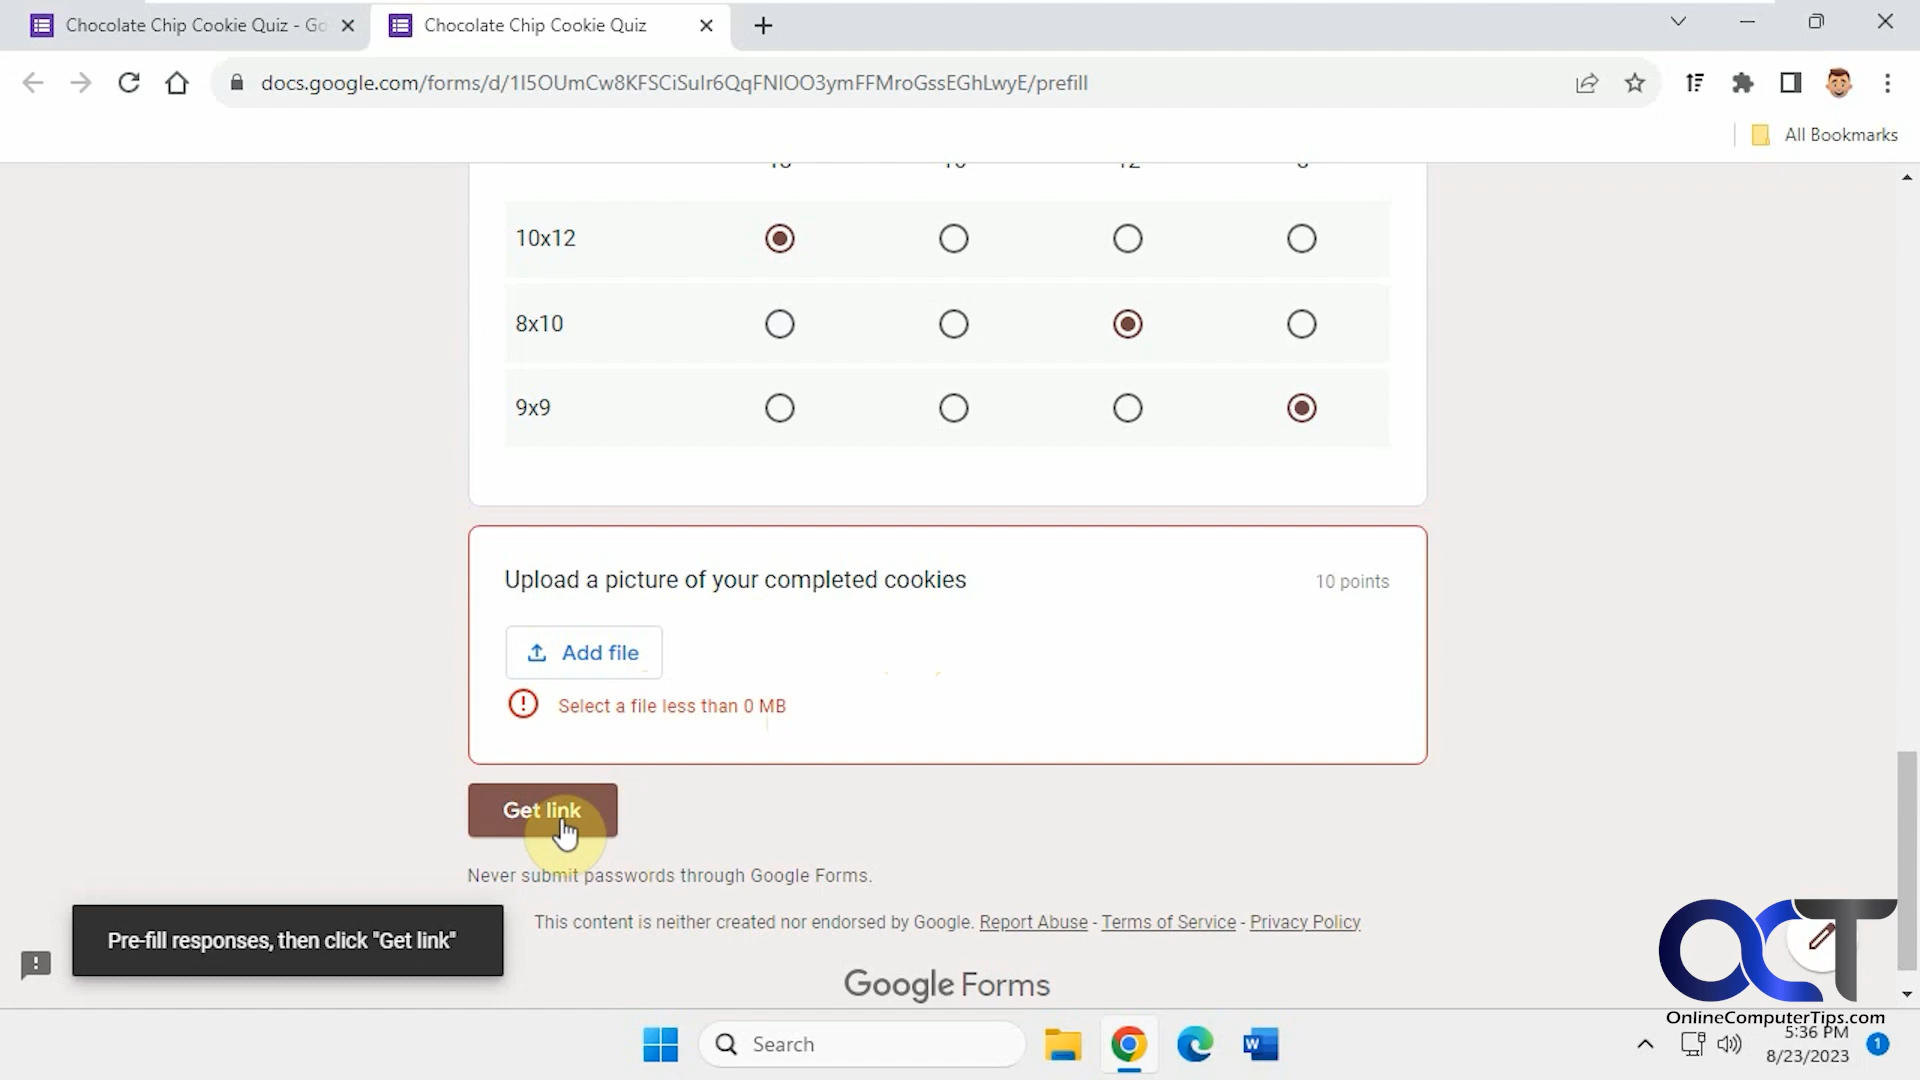 Chocolate Chip Cookie Quiz - Go
Chocolate Chip Cookie Quiz
docs.google.com/forms/d/1I5OUmCw8KFSCiSuIr6QqFNIOO3ymFFMroGssEGhLwyE/prefill
All Bookmarks
10x12
8x10
9x9
Upload a picture of your completed cookies
10 points
Add file
Select a file less than 0 MB
Get link
Never submit passwords through Google Forms.
This content is neither created nor endorsed by Google. Report Abuse - Terms of Service - Privacy Policy
Pre-fill responses, then click "Get link"
Google Forms
OCT
OnlineComputerTips.com
Search
W
5:36 PM
8/23/2023
1